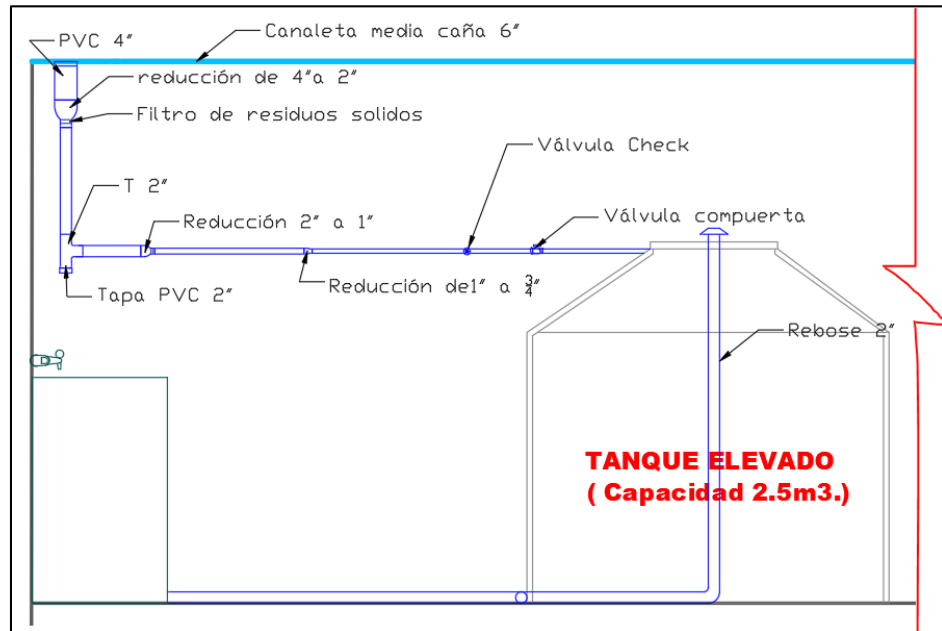 PVC 4"
Canaleta media caña 6"
reducción de 4"a 2"
Filtro de residuos solidos
Válvula Check
T 2"
Reducción 2" a 1"
Válvula compuerta
Tapa PVC 2"
Reducción de1" a 3/4"
Rebose 2"
TANQUE ELEVADO
( Capacidad 2.5m3.)